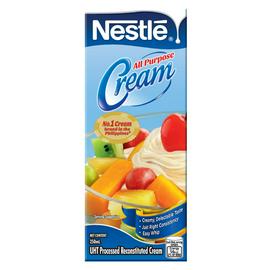 Nestlé
All Purpose
Cream
No.1 Cream
brand in the
Philippines*
• Creamy, Delectable Taste
• Just Right Consistency
• Easy Whip
NET CONTENT
250mL
UHT Processed Reconstituted Cream